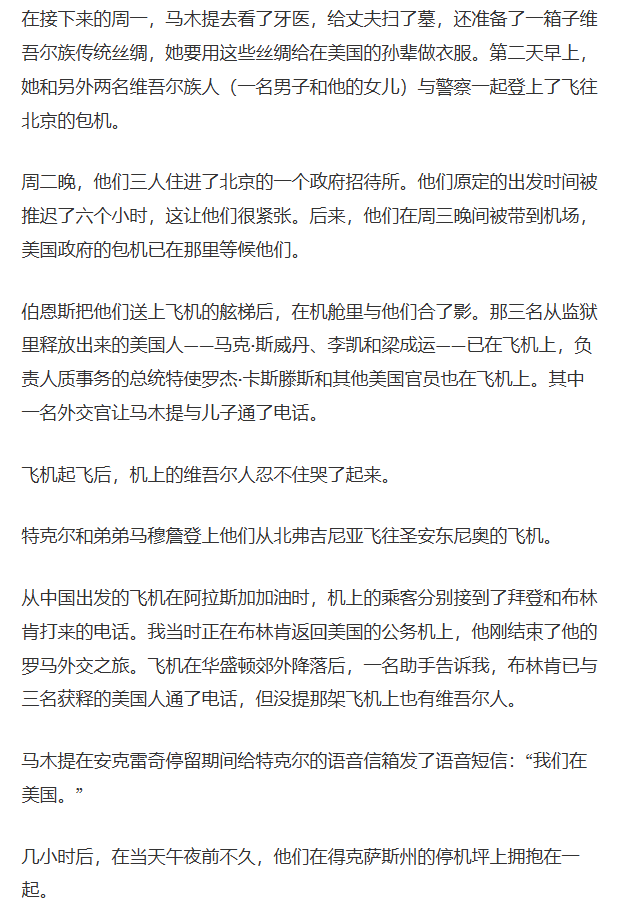 在接下来的周一，马木提去看了牙医，给丈夫扫了墓，还准备了一箱子维
吾尔族传统丝绸，她要用这些丝绸给在美国的孙辈做衣服。第二天早上，
她和另外两名维吾尔族人（一名男子和他的女儿）与警察一起登上了飞往
北京的包机。
周二晚，他们三人住进了北京的一个政府招待所。他们原定的出发时间被
推迟了六个小时，这让他们很紧张。后来，他们在周三晚间被带到机场，
美国政府的包机已在那里等候他们。
伯恩斯把他们送上飞机的舷梯后，在机舱里与他们合了影。那三名从监狱
里释放出来的美国人——马克·斯威丹、李凯和梁成运——已在飞机上，负
责人质事务的总统特使罗杰·卡斯滕斯和其他美国官员也在飞机上。其中
一名外交官让马木提与儿子通了电话。
飞机起飞后，机上的维吾尔人忍不住哭了起来。
特克尔和弟弟马穆詹登上他们从北弗吉尼亚飞往圣安东尼奥的飞机。
从中国出发的飞机在阿拉斯加加油时，机上的乘客分别接到了拜登和布林
肯打来的电话。我当时正在布林肯返回美国的公务机上，他刚结束了他的
罗马外交之旅。飞机在华盛顿郊外降落后，一名助手告诉我，布林肯已与
三名获释的美国人通了电话，但没提那架飞机上也有维吾尔人。
马木提在安克雷奇停留期间给特克尔的语音信箱发了语音短信：“我们在
美国。”
几小时后，在当天午夜前不久，他们在得克萨斯州的停机坪上拥抱在一
起。